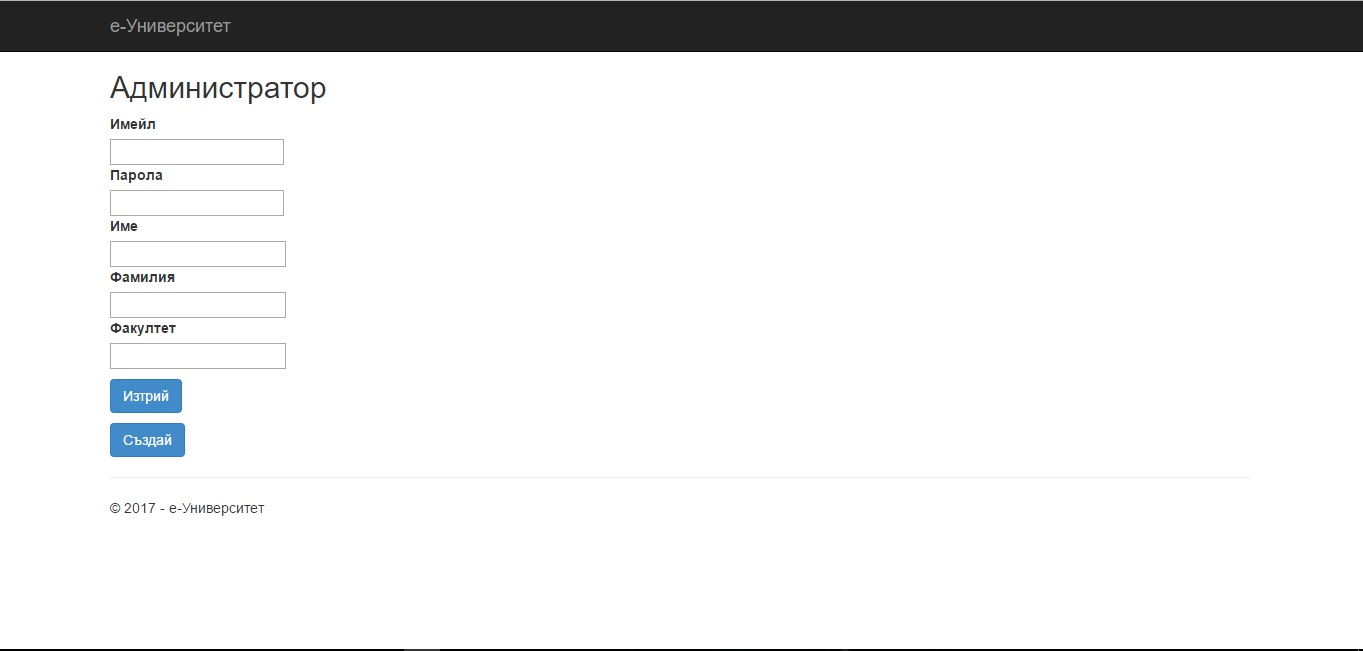 е-Университет
Администратор
Имейл
Парола
Име
Фамилия
Факултет
Изтрий
Създай
© 2017 - е-Университет